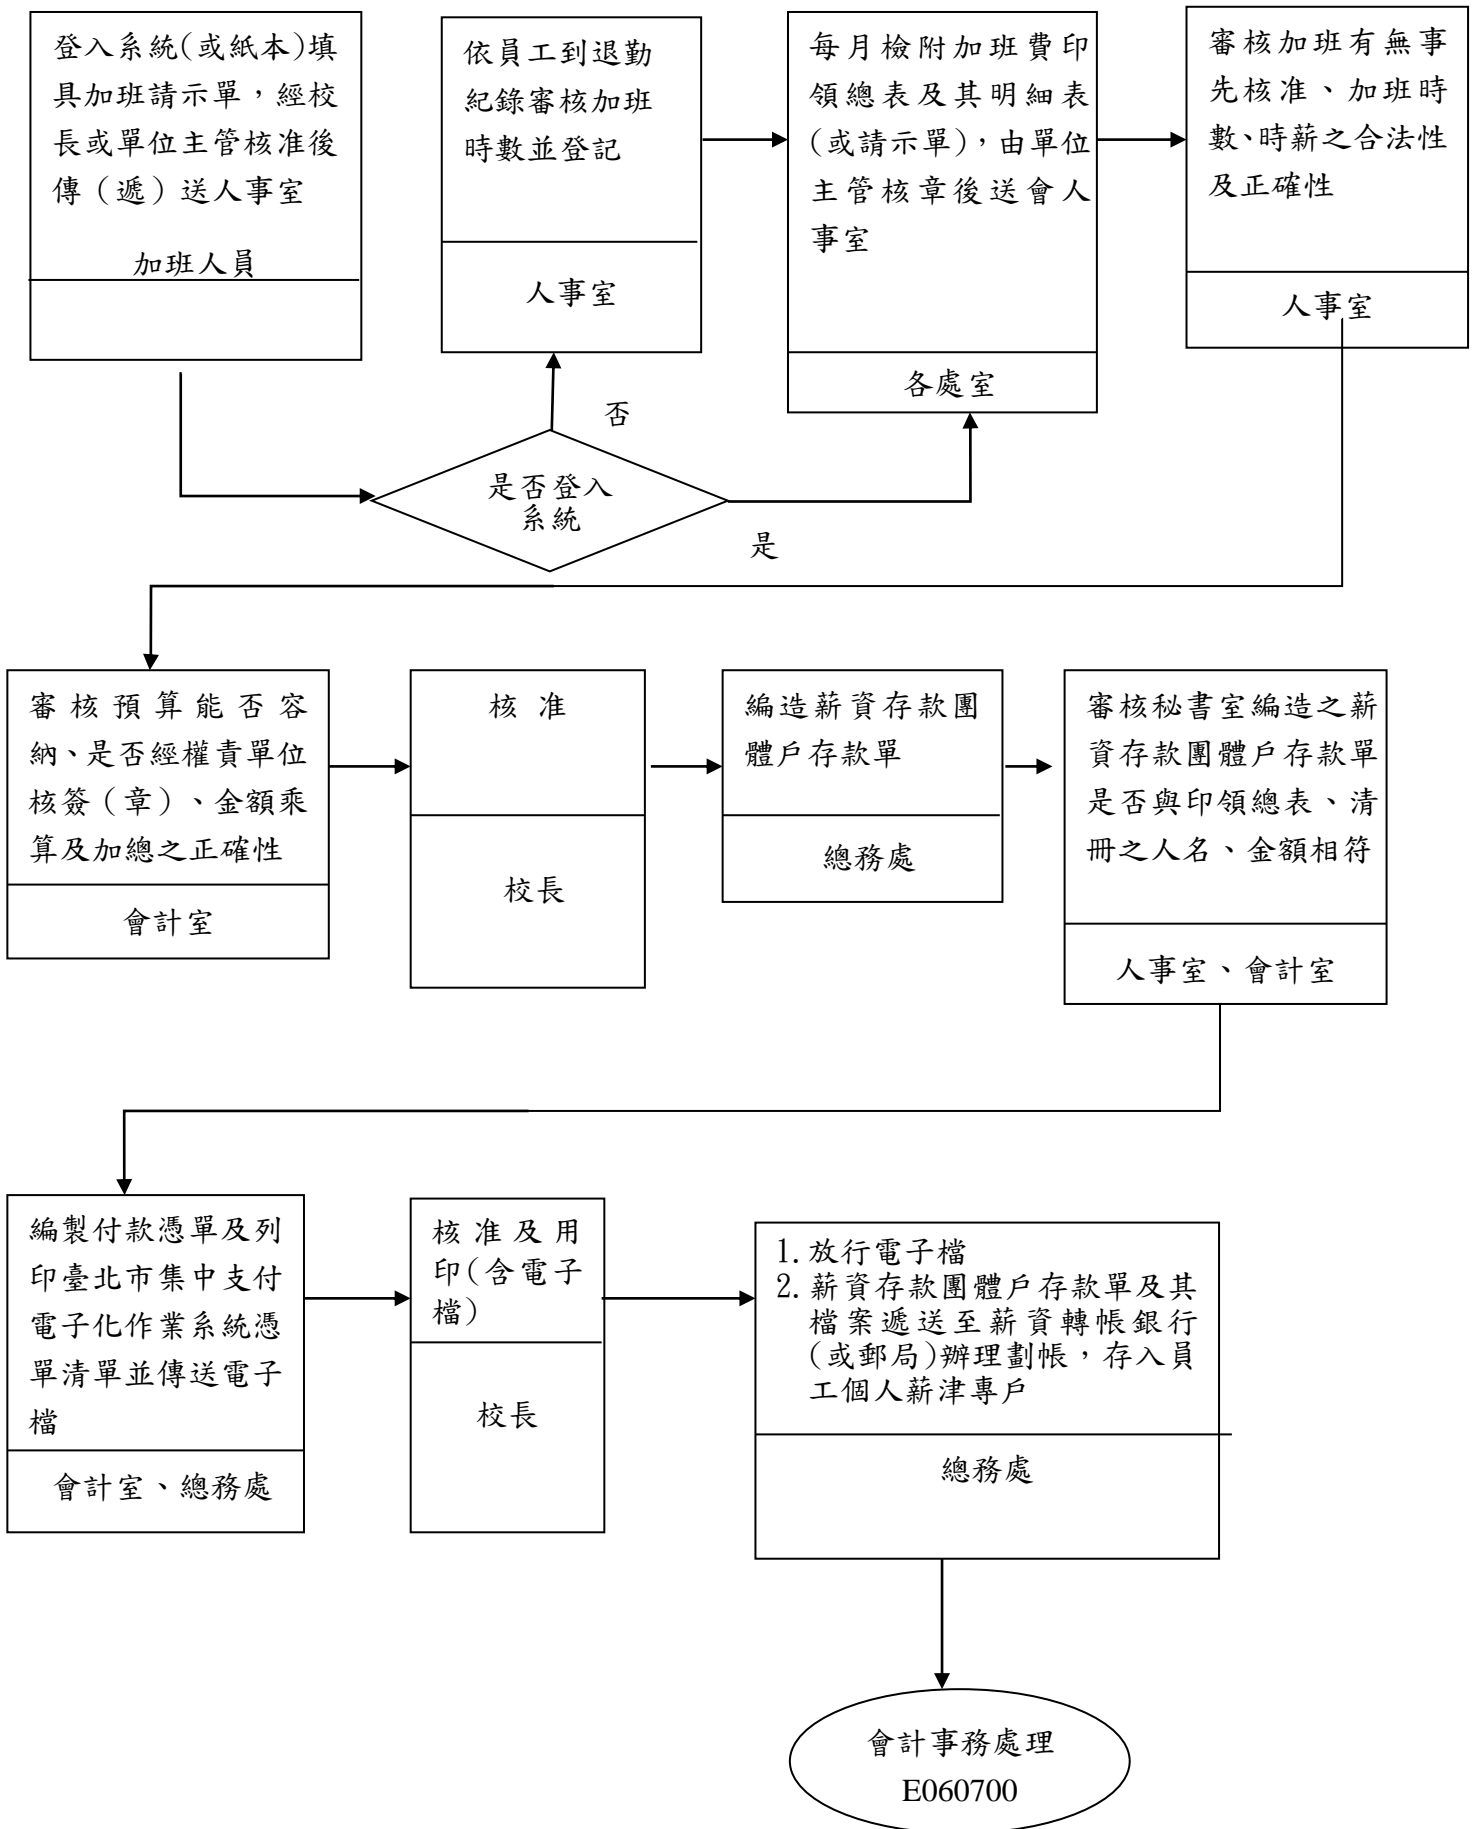 登入系統(或紙本)填
具加班請示單，經校
長或單位主管核准後
傳（遞）送人事室
加班人員
依員工到退勤
紀錄審核加班
時數並登記
人事室
每月檢附加班費印
領總表及其明細表
(或請示單)，由單位
主管核章後送會人
事室
各處室
審核加班有無事
先核准、加班時
數、時薪之合法性
及正確性
人事室
否
是否登入
系統
是
審核預算能否容
納、是否經權責單位
核簽（章）、金額乘
算及加總之正確性
會計室
核准
校長
編造薪資存款團
體戶存款單
總務處
審核秘書室編造之薪
資存款團體戶存款單
是否與印領總表、清
冊之人名、金額相符
人事室、會計室
編製付款憑單及列
印臺北市集中支付
電子化作業系統憑
單清單並傳送電子
檔
會計室、總務處
核准及用
印(含電子
檔)
校長
1.放行電子檔
2.薪資存款團體戶存款單及其
檔案遞送至薪資轉帳銀行
(或郵局)辦理劃帳，存入員
工個人薪津專戶
總務處
會計事務處理
E060700